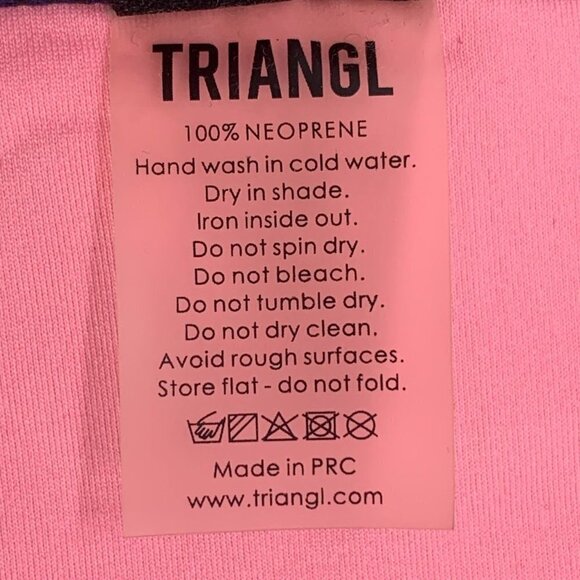 TRIANGL
100% NEOPRENE
Hand wash in cold water.
Dry in shade.
Iron inside out.
Do not spin dry.
Do not bleach.
Do not tumble dry.
Do not dry clean.
Avoid rough surfaces.
Store flat - do not fold.
Made in PRC
www.triangl.com